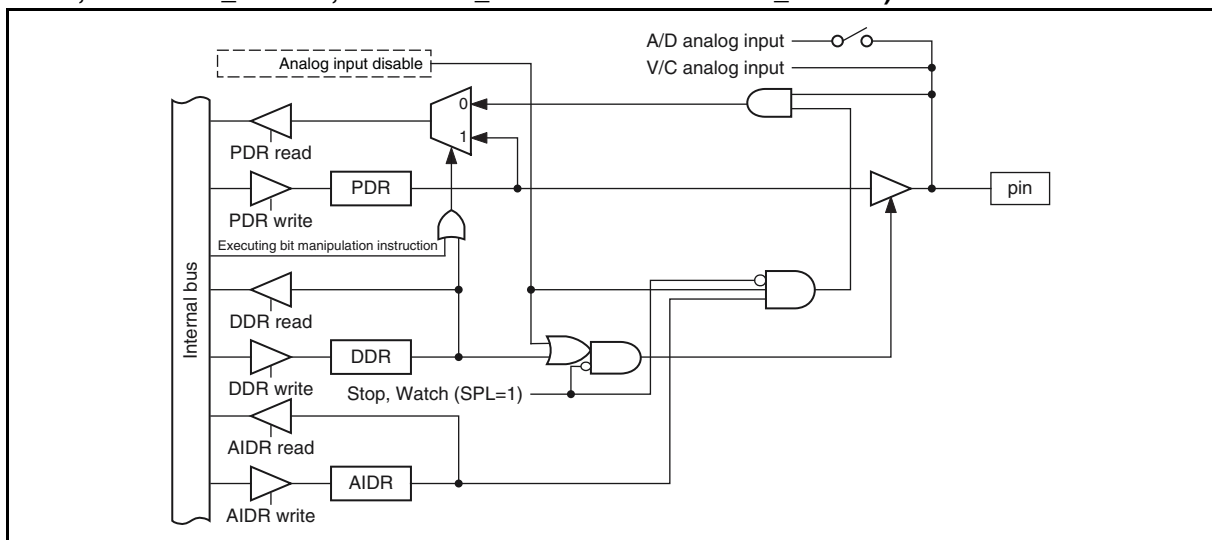 A/D analog input
Analog input disable
V/C analog input
0
1
PDR read
PDR
pin
PDR write
Executing bit manipulation instruction
Internal bus
DDR read
DDR
DDR write
Stop, Watch (SPL=1)
AIDR read
AIDR
AIDR write